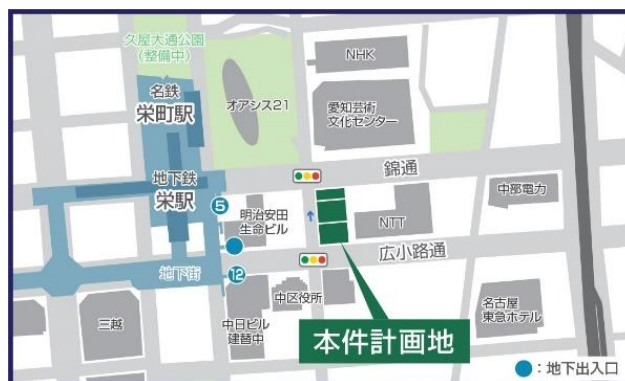 久屋大通公園
(整備中)
NHK
名鉄
栄町駅
オアシス21
愛知芸術
文化センター
錦通
地下鉄
栄駅
5
明治安田
生命ビル
NTT
中部電力
広小路通
地下街
12
中区役所
三越
中日ビル
建替中
名古屋
東急ホテル
本件計画地
:地下出入口